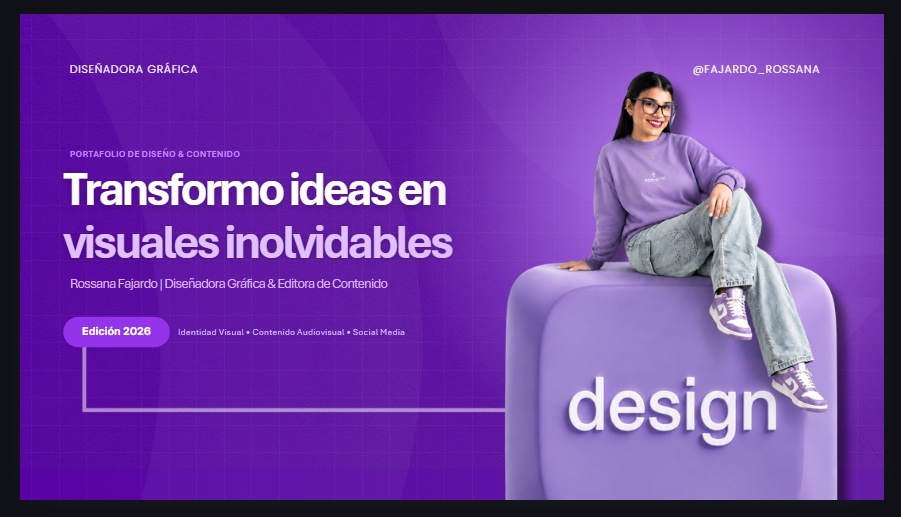 DISEÑADORA GRÁFICA
@FAJARDO_ROSSANA
PORTAFOLIO DE DISEÑO & CONTENIDO
Transformo ideas en
visuales inolvidables
Rossana Fajardo | Diseñadora Gráfica & Editora de Contenido
Edición 2026
Identidad Visual • Contenido Audiovisual • Social Media
design